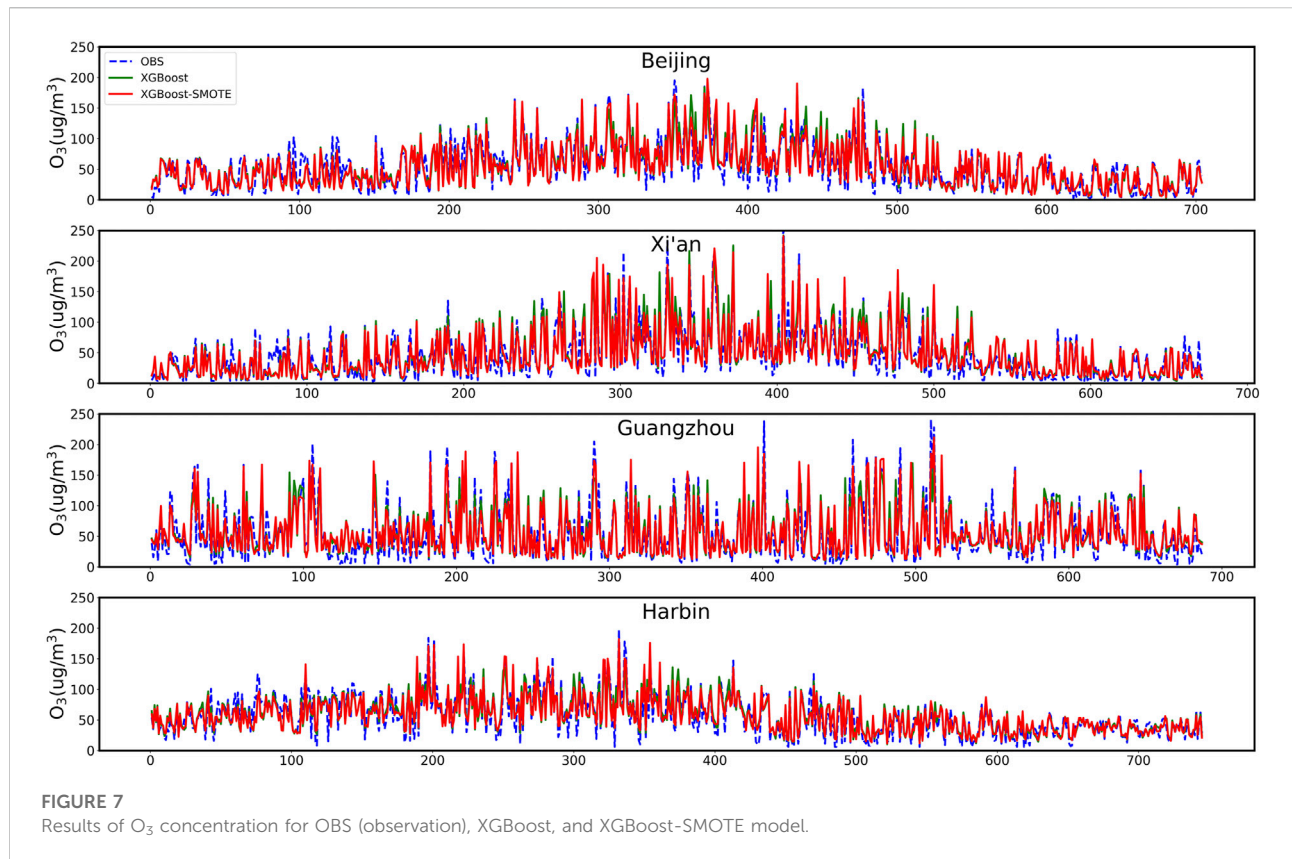 Beijing
OBS
XGBoost
XGBoost-SMOTE
O₃(ug/m³)
250
200
150
100
50
0
0 100 200 300 400 500 600 700
Xi'an
O₃(ug/m³)
250
200
150
100
50
0
0 100 200 300 400 500 600 700
Guangzhou
O₃(ug/m³)
250
200
150
100
50
0
0 100 200 300 400 500 600 700
Harbin
O₃(ug/m³)
250
200
150
100
50
0
0 100 200 300 400 500 600 700
FIGURE 7
Results of O₃ concentration for OBS (observation), XGBoost, and XGBoost-SMOTE model.